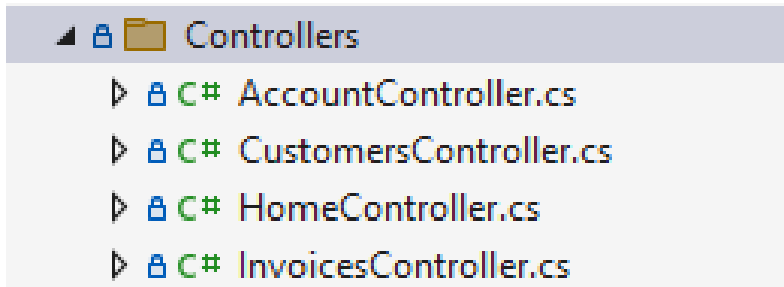 Controllers
C# AccountController.cs
C# CustomersController.cs
C# HomeController.cs
C# InvoicesController.cs